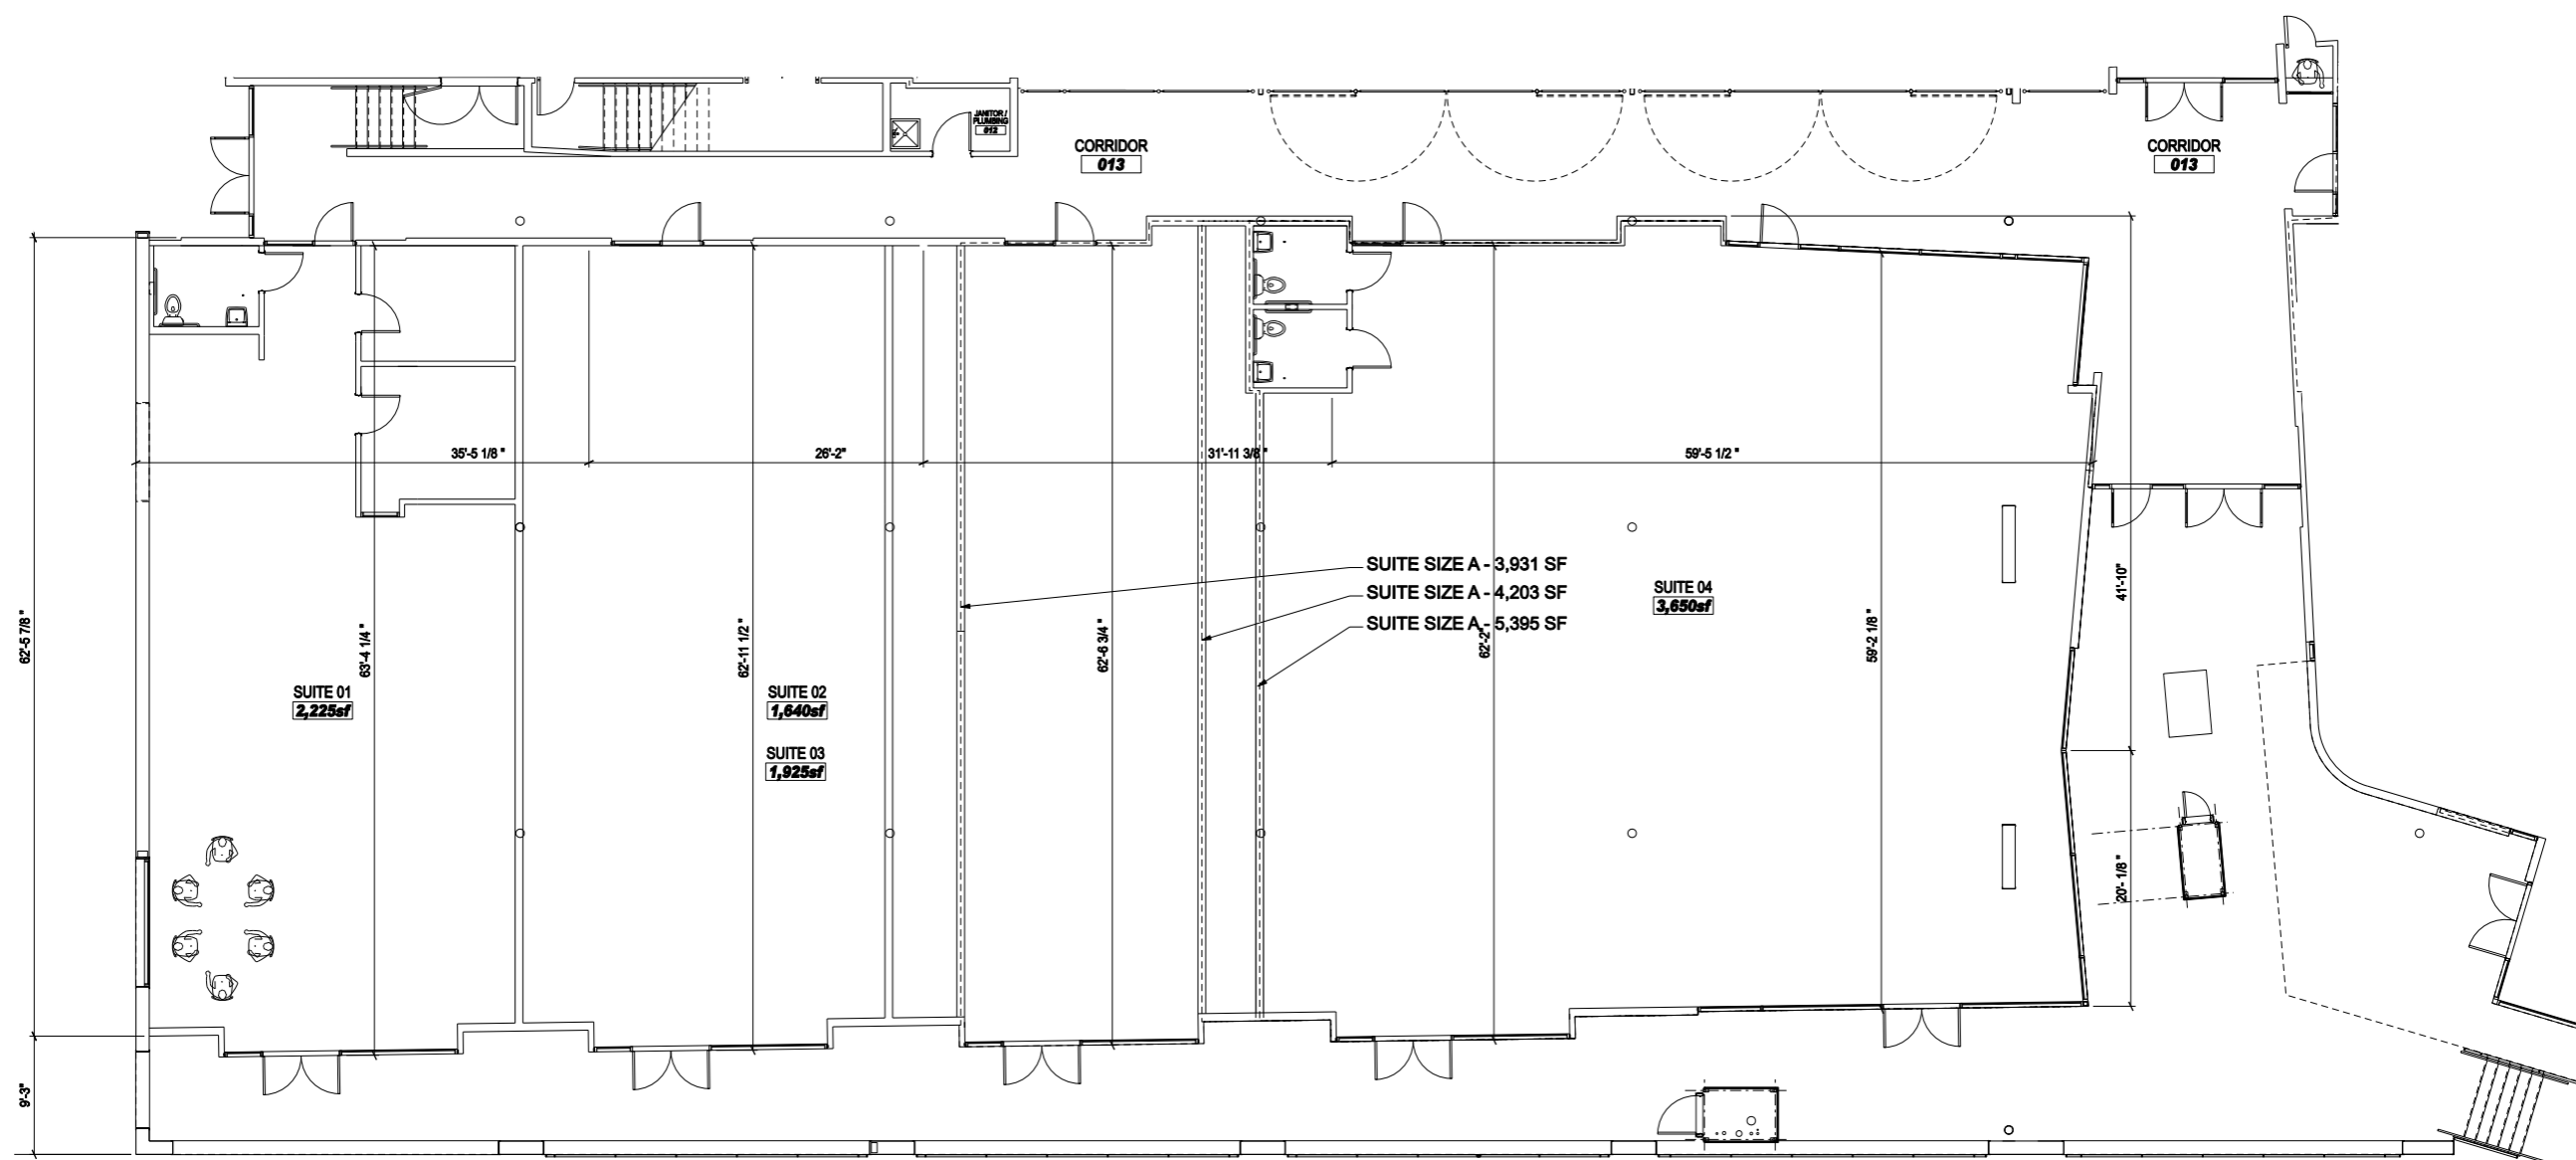 JANITOR /
PLUMBING
012
CORRIDOR
013
CORRIDOR
013
35'-5 1/8 "
26'-2"
31'-11 3/8 "
59'-5 1/2 "
62'-5 7/8 "
63'-4 1/4 "
62'-11 1/2 "
62'-6 3/4 "
62'-2"
59'-2 1/8 "
41'-10"
20'- 1/8 "
9'-3"
SUITE SIZE A - 3,931 SF
SUITE SIZE A - 4,203 SF
SUITE SIZE A - 5,395 SF
SUITE 04
3,650sf
SUITE 01
2,225sf
SUITE 02
1,640sf
SUITE 03
1,925sf